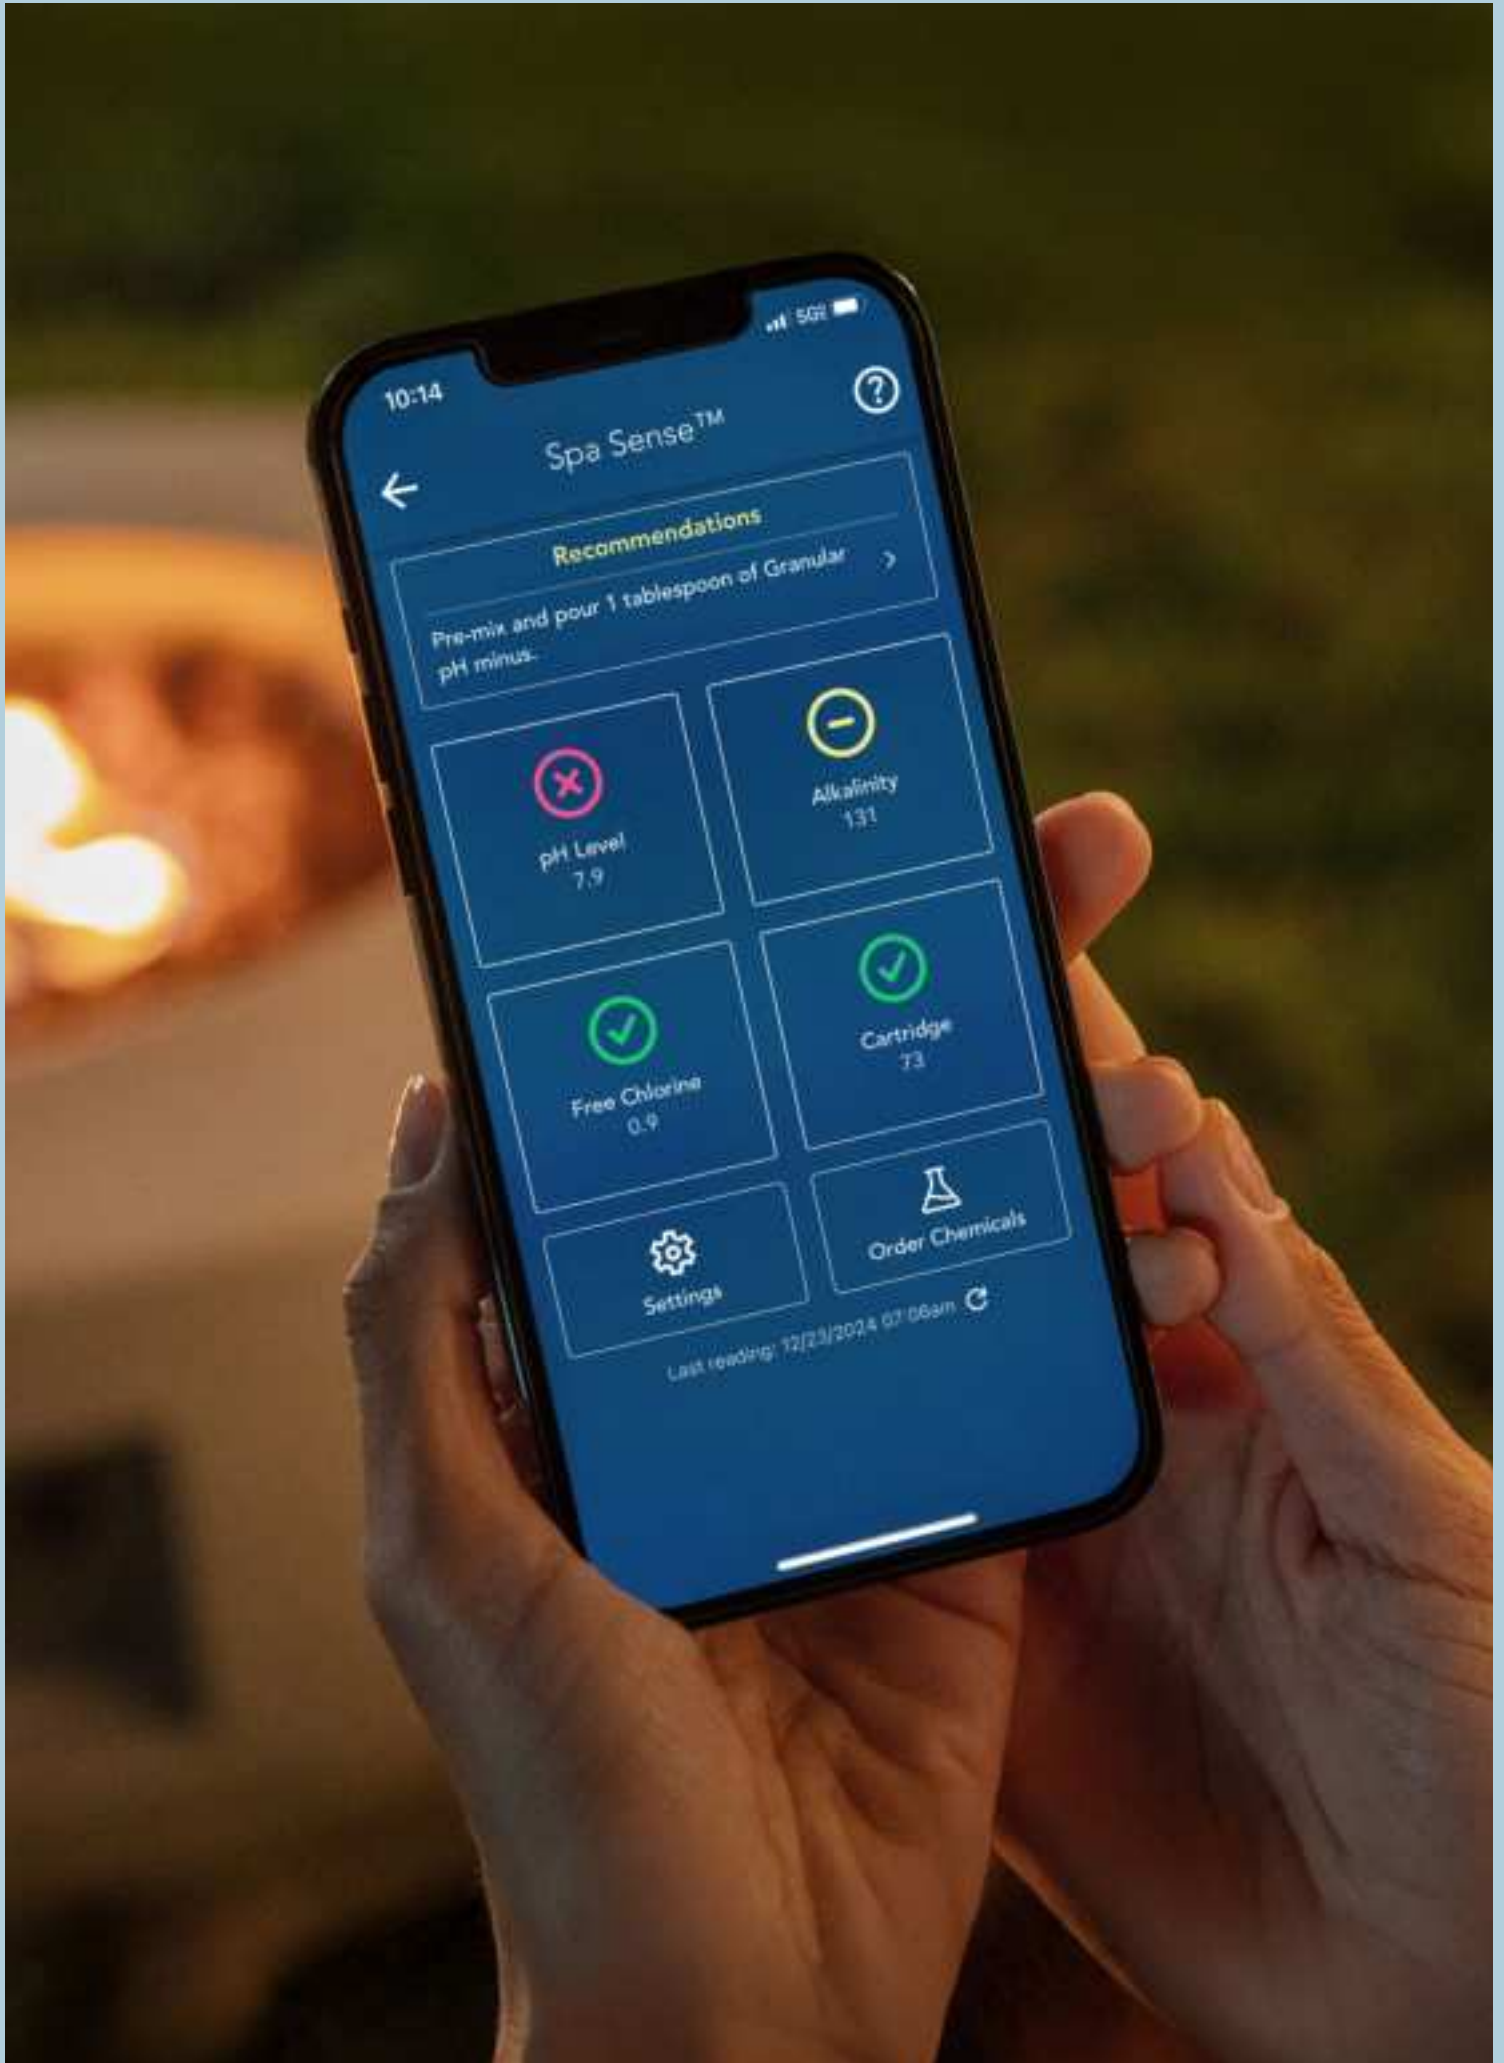 10:14
5G
Spa Sense™
Recommendations
Pre-mix and pour 1 tablespoon of Granular
pH minus.
pH Level
7.9
Alkalinity
131
Free Chlorine
0.9
Cartridge
73
Settings
Order Chemicals
Last reading: 12/23/2024 07:06am